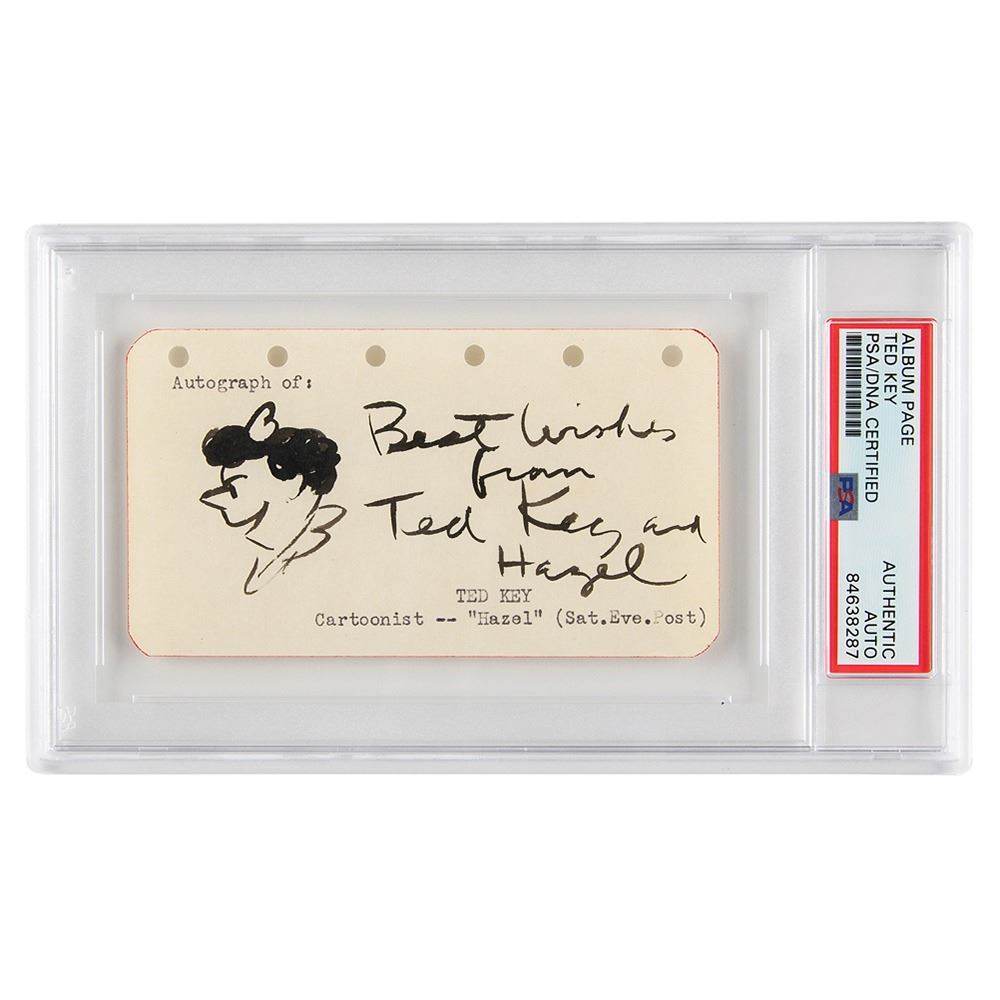 Autograph of:
Best Wishes
from
Ted Key and
Hazel
TED KEY
Cartoonist -- "Hazel" (Sat.Eve.Post)
ALBUM PAGE
TED KEY
PSA/DNA CERTIFIED
PSA
AUTHENTIC
AUTO
84638287